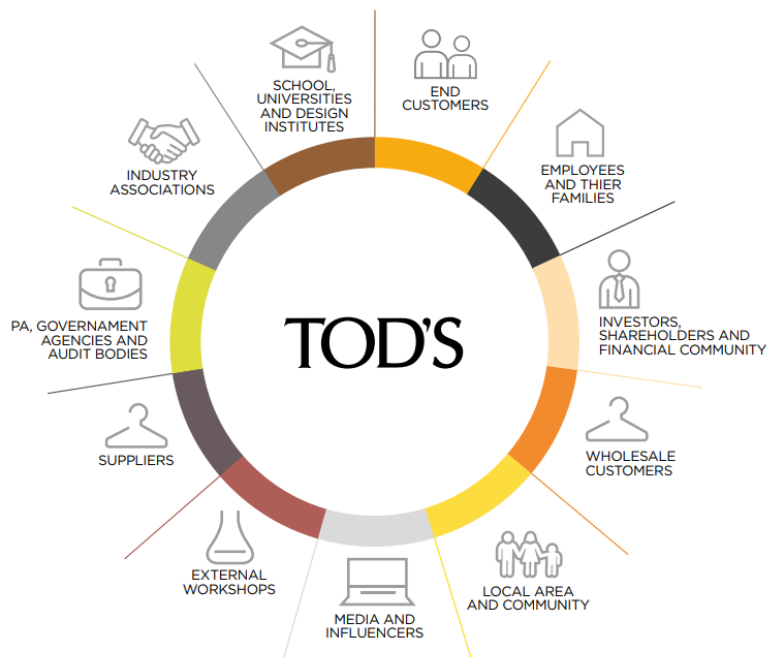 END
CUSTOMERS
EMPLOYEES
AND THIER
FAMILIES
INVESTORS,
SHAREHOLDERS AND
FINANCIAL COMMUNITY
WHOLESALE
CUSTOMERS
LOCAL AREA
AND COMMUNITY
MEDIA AND
INFLUENCERS
EXTERNAL
WORKSHOPS
SUPPLIERS
PA, GOVERNAMENT
AGENCIES AND
AUDIT BODIES
INDUSTRY
ASSOCIATIONS
SCHOOL,
UNIVERSITIES
AND DESIGN
INSTITUTES
TOD'S